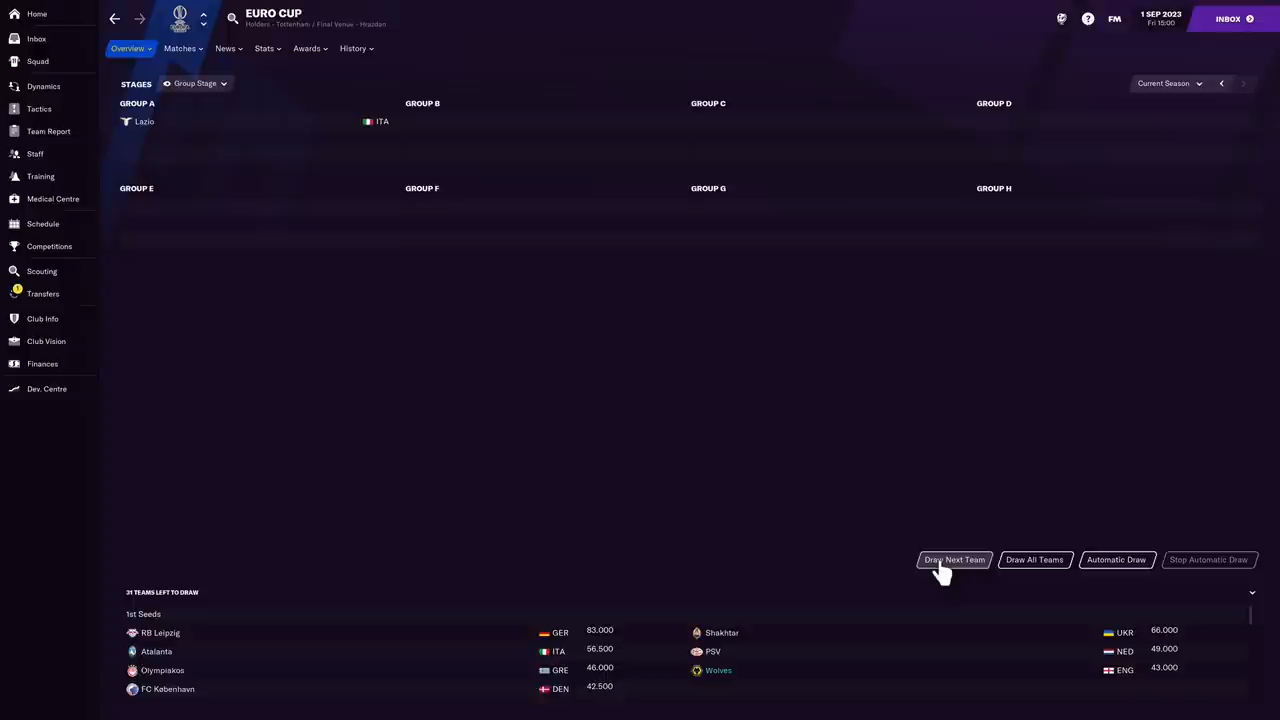 Home
EURO CUP
Holders - Tottenham / Final Venue - Hrazdan
FM
1 SEP 2023
Fri 15:00
INBOX
Inbox
Squad
Overview
Matches
News
Stats
Awards
History
Dynamics
Tactics
Team Report
Staff
Training
Medical Centre
Schedule
Competitions
Scouting
Transfers
1
Club Info
Club Vision
Finances
Dev. Centre
STAGES
Group Stage
Current Season
GROUP A
GROUP B
GROUP C
GROUP D
Lazio ITA
GROUP E
GROUP F
GROUP G
GROUP H
Draw Next Team
Draw All Teams
Automatic Draw
Stop Automatic Draw
31 TEAMS LEFT TO DRAW
1st Seeds
RB Leipzig GER 83.000 Shakhtar UKR 66.000
Atalanta ITA 56.500 PSV NED 49.000
Olympiakos GRE 46.000 Wolves ENG 43.000
FC København DEN 42.500